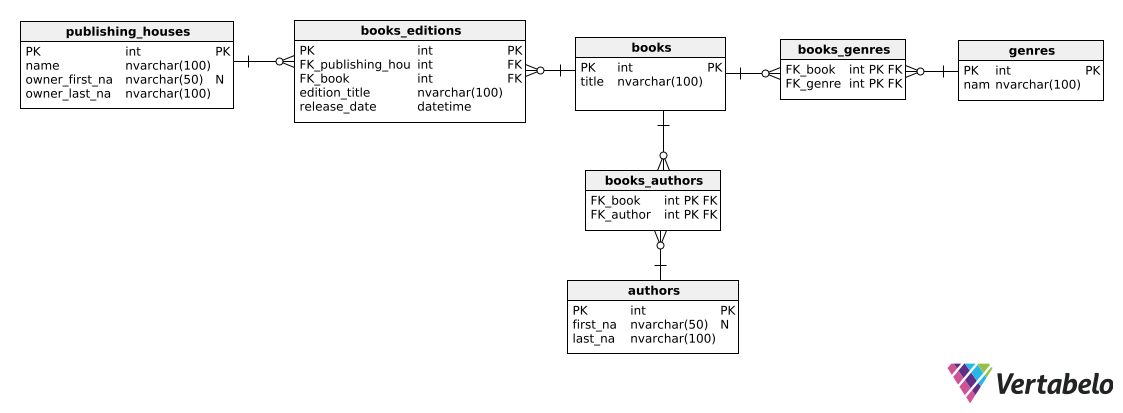 publishing_houses
PK int PK
name nvarchar(100)
owner_first_na nvarchar(50) N
owner_last_na nvarchar(100)
books_editions
PK int PK
FK_publishing_hou int FK
FK_book int FK
edition_title nvarchar(100)
release_date datetime
books
PK int PK
title nvarchar(100)
books_genres
FK_book int PK FK
FK_genre int PK FK
genres
PK int PK
nam nvarchar(100)
books_authors
FK_book int PK FK
FK_author int PK FK
authors
PK int PK
first_na nvarchar(50) N
last_na nvarchar(100)
Vertabelo